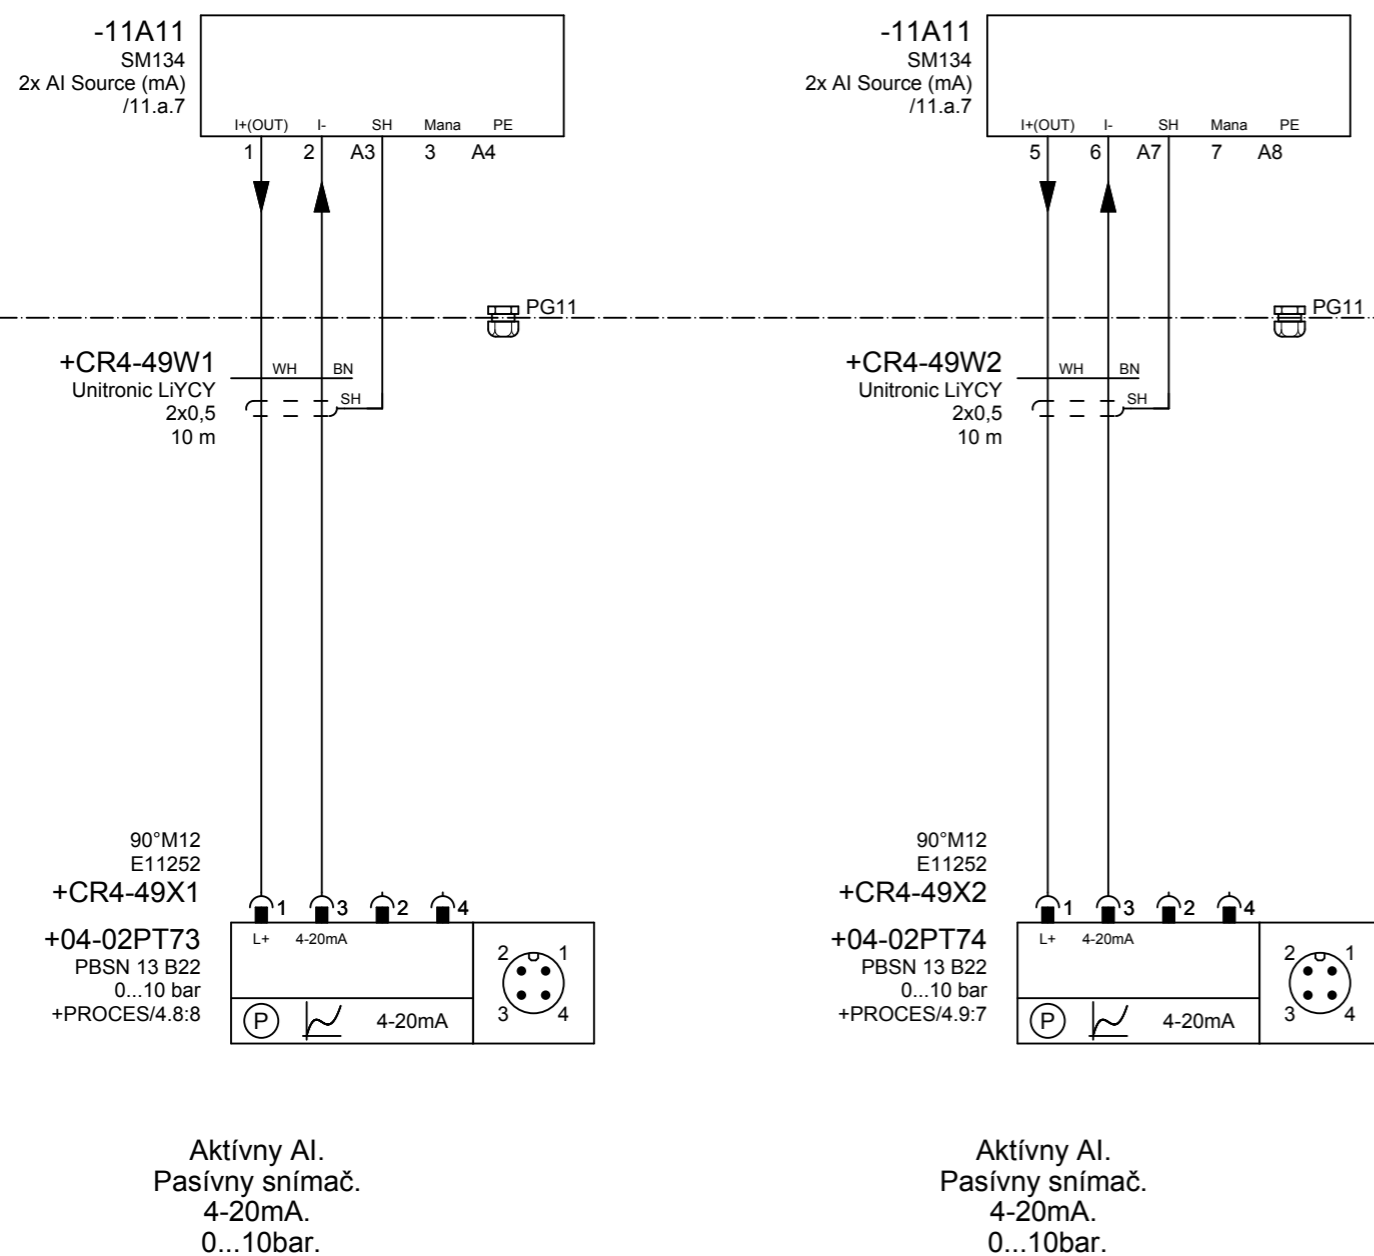 -11A11
SM134
2x AI Source (mA)
/11.a.7
I+(OUT) I- SH Mana PE
1 2 A3 3 A4
PG11
+CR4-49W1
Unitronic LiYCY
2x0,5
10 m
WH BN
SH
90°M12
E11252
+CR4-49X1
1 3 2 4
+04-02PT73
PBSN 13 B22
0...10 bar
+PROCES/4.8:8
L+ 4-20mA
P 4-20mA
2 1
3 4
Aktívny AI.
Pasívny snímač.
4-20mA.
0...10bar.
-11A11
SM134
2x AI Source (mA)
/11.a.7
I+(OUT) I- SH Mana PE
5 6 A7 7 A8
PG11
+CR4-49W2
Unitronic LiYCY
2x0,5
10 m
WH BN
SH
90°M12
E11252
+CR4-49X2
1 3 2 4
+04-02PT74
PBSN 13 B22
0...10 bar
+PROCES/4.9:7
L+ 4-20mA
P 4-20mA
2 1
3 4
Aktívny AI.
Pasívny snímač.
4-20mA.
0...10bar.